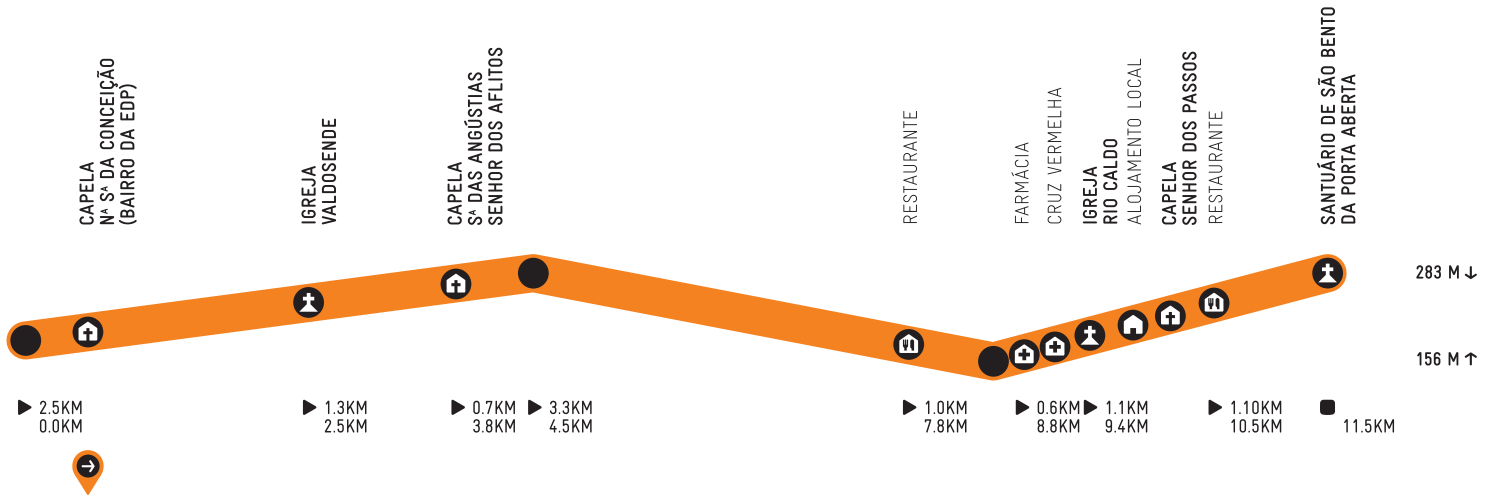 CAPELA
Nª Sª DA CONCEIÇÃO
(BAIRRO DA EDP)
IGREJA
VALDOSENDE
CAPELA
Sª DAS ANGÚSTIAS
SENHOR DOS AFLITOS
RESTAURANTE
FARMÁCIA
CRUZ VERMELHA
IGREJA
RIO CALDO
ALOJAMENTO LOCAL
CAPELA
SENHOR DOS PASSOS
RESTAURANTE
SANTUÁRIO DE SÃO BENTO
DA PORTA ABERTA
283 M ↓
156 M ↑
2.5KM
0.0KM
1.3KM
2.5KM
0.7KM
3.8KM
3.3KM
4.5KM
1.0KM
7.8KM
0.6KM
8.8KM
1.1KM
9.4KM
1.10KM
10.5KM
11.5KM